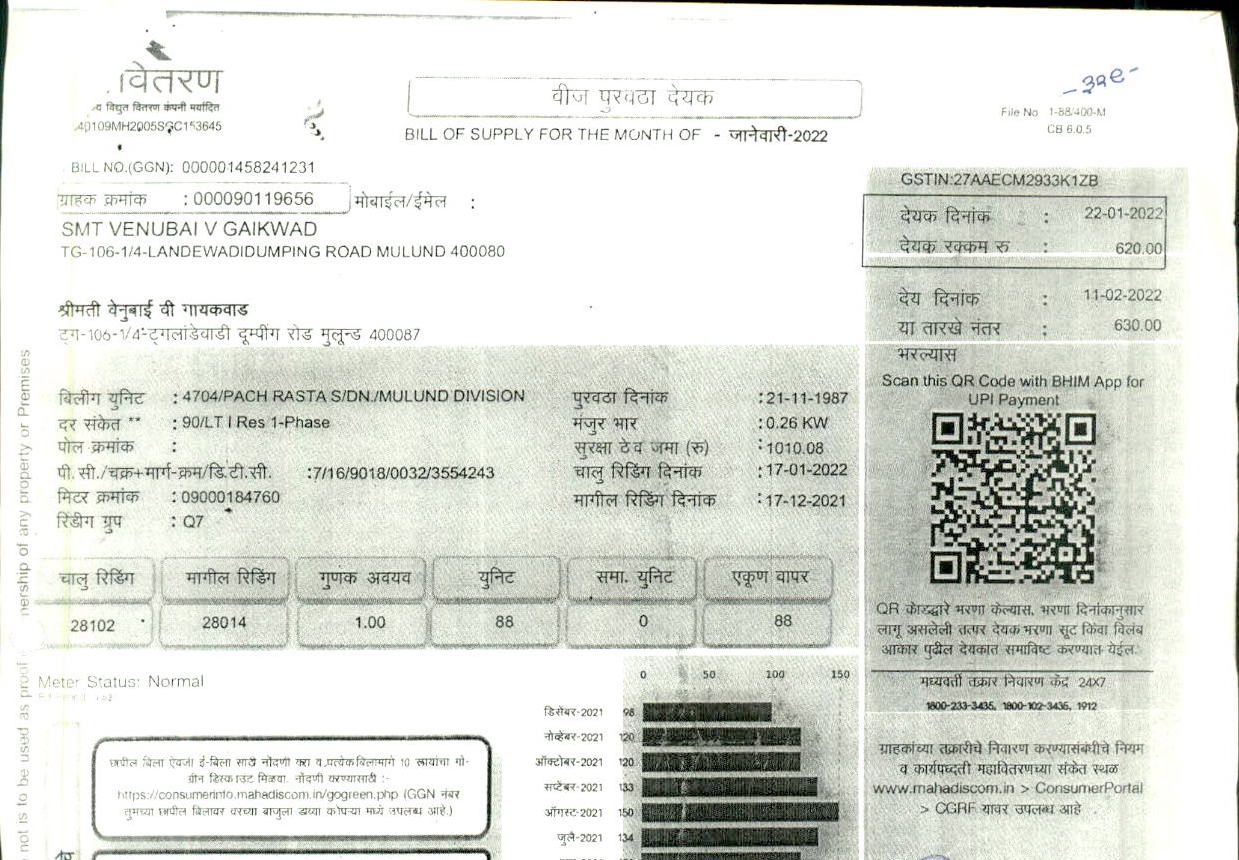 वितरण
विद्युत वितरण कंपनी मर्यादित
40109MH2005SGC153645
वीज पुरवठा देयक
BILL OF SUPPLY FOR THE MONTH OF - जानेवारी-2022
File No 1-88/400-M
CB 6.0.5
BILL NO.(GGN): 000001458241231
ग्राहक क्रमांक : 000090119656 मोबाईल/ईमेल :
SMT VENUBAI V GAIKWAD
TG-106-1/4-LANDEWADIDUMPING ROAD MULUND 400080
श्रीमती वेनुबाई वी गायकवाड
ट्ग-106-1/4-ट्गलांडेवाडी दूम्पींग रोड मुलून्ड 400087
GSTIN:27AAECM2933K1ZB
देयक दिनांक : 22-01-2022
देयक रक्कम रु : 620.00
देय दिनांक : 11-02-2022
या तारखे नंतर : 630.00
भरल्यास
Scan this QR Code with BHIM App for
UPI Payment
बिलींग युनिट : 4704/PACH RASTA S/DN./MULUND DIVISION
दर संकेत ** : 90/LT I Res 1-Phase
पोल क्रमांक :
पी.सी./चक्र+मार्ग-क्रम/डि.टी.सी. :7/16/9018/0032/3554243
मिटर क्रमांक : 09000184760
रिडींग ग्रुप : Q7
पुरवठा दिनांक :21-11-1987
मंजुर भार :0.26 KW
सुरक्षा ठेव जमा (रु) :1010.08
चालु रिडिंग दिनांक :17-01-2022
मागील रिडिंग दिनांक :17-12-2021
चालु रिडिंग मागील रिडिंग गुणक अवयव युनिट समा. युनिट एकूण वापर
28102 28014 1.00 88 0 88
QR कोडद्वारे भरणा केल्यास, भरणा दिनांकानुसार
लागू असलेली तत्पर देयक भरणा सूट किंवा विलंब
आकार पुढील देयकात समाविष्ट करण्यात येईल.
मध्यवर्ती तक्रार निवारण केंद्र 24X7
1800-233-3435, 1800-102-3435, 1912
ग्राहकांच्या तक्रारीचे निवारण करण्यासंबंधीचे नियम
व कार्यपध्दती महावितरणच्या संकेत स्थळ
www.mahadiscom.in > ConsumerPortal
> CGRF यावर उपलब्ध आहे .
Meter Status: Normal
छापील बिला ऐवजी ई-बिला साठी नोंदणी करा व प्रत्येक बिलामागे 10 रूपयांचा गो-
ग्रीन डिस्काउंट मिळवा. नोंदणी करण्यासाठी :-
https://consumerinfo.mahadiscom.in/gogreen.php (GGN नंबर
तुमच्या छापील बिलावर वरच्या बाजुला डाव्या कोपऱ्या मध्ये उपलब्ध आहे.)
0 50 100 150
डिसेंबर-2021 98
नोव्हेंबर-2021 120
ऑक्टोबर-2021 120
सप्टेंबर-2021 133
ऑगस्ट-2021 150
जुलै-2021 134
not is to be used as proof nership of any property or Premises